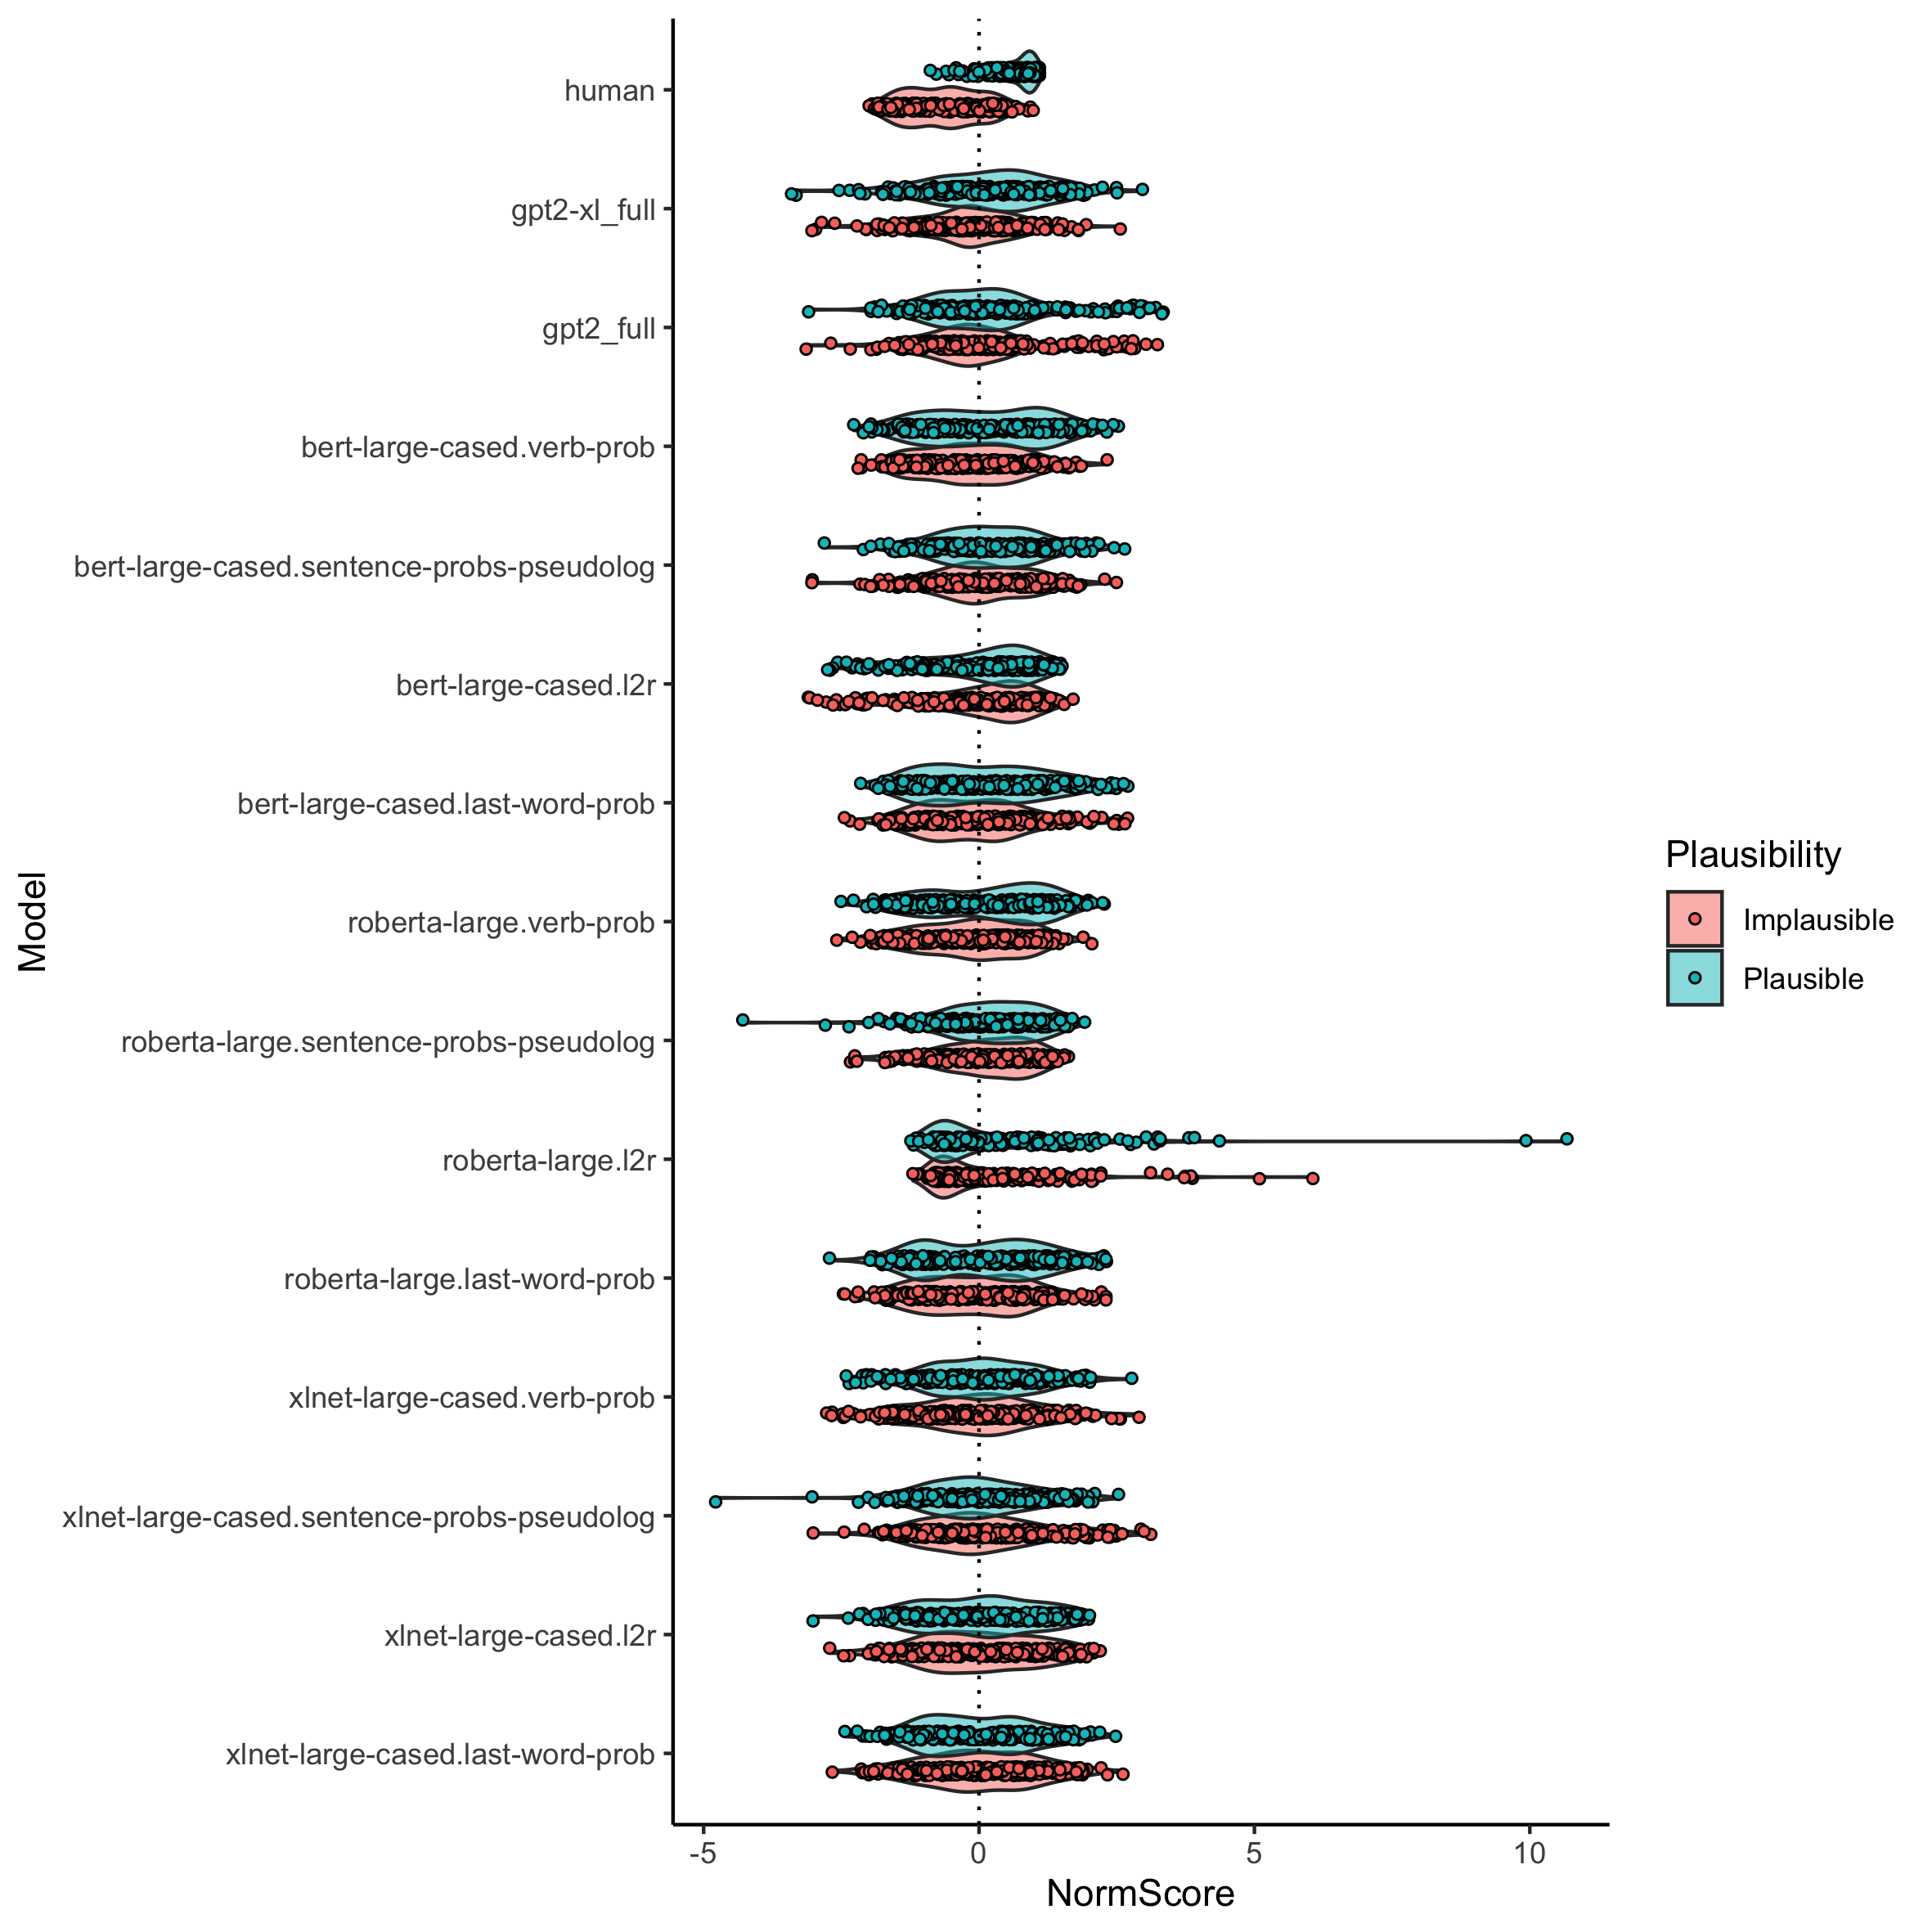 human
gpt2-xl_full
gpt2_full
bert-large-cased.verb-prob
bert-large-cased.sentence-probs-pseudolog
bert-large-cased.l2r
bert-large-cased.last-word-prob
roberta-large.verb-prob
roberta-large.sentence-probs-pseudolog
roberta-large.l2r
roberta-large.last-word-prob
xlnet-large-cased.verb-prob
xlnet-large-cased.sentence-probs-pseudolog
xlnet-large-cased.l2r
xlnet-large-cased.last-word-prob
Model
-5 0 5 10
NormScore
Plausibility
Implausible
Plausible